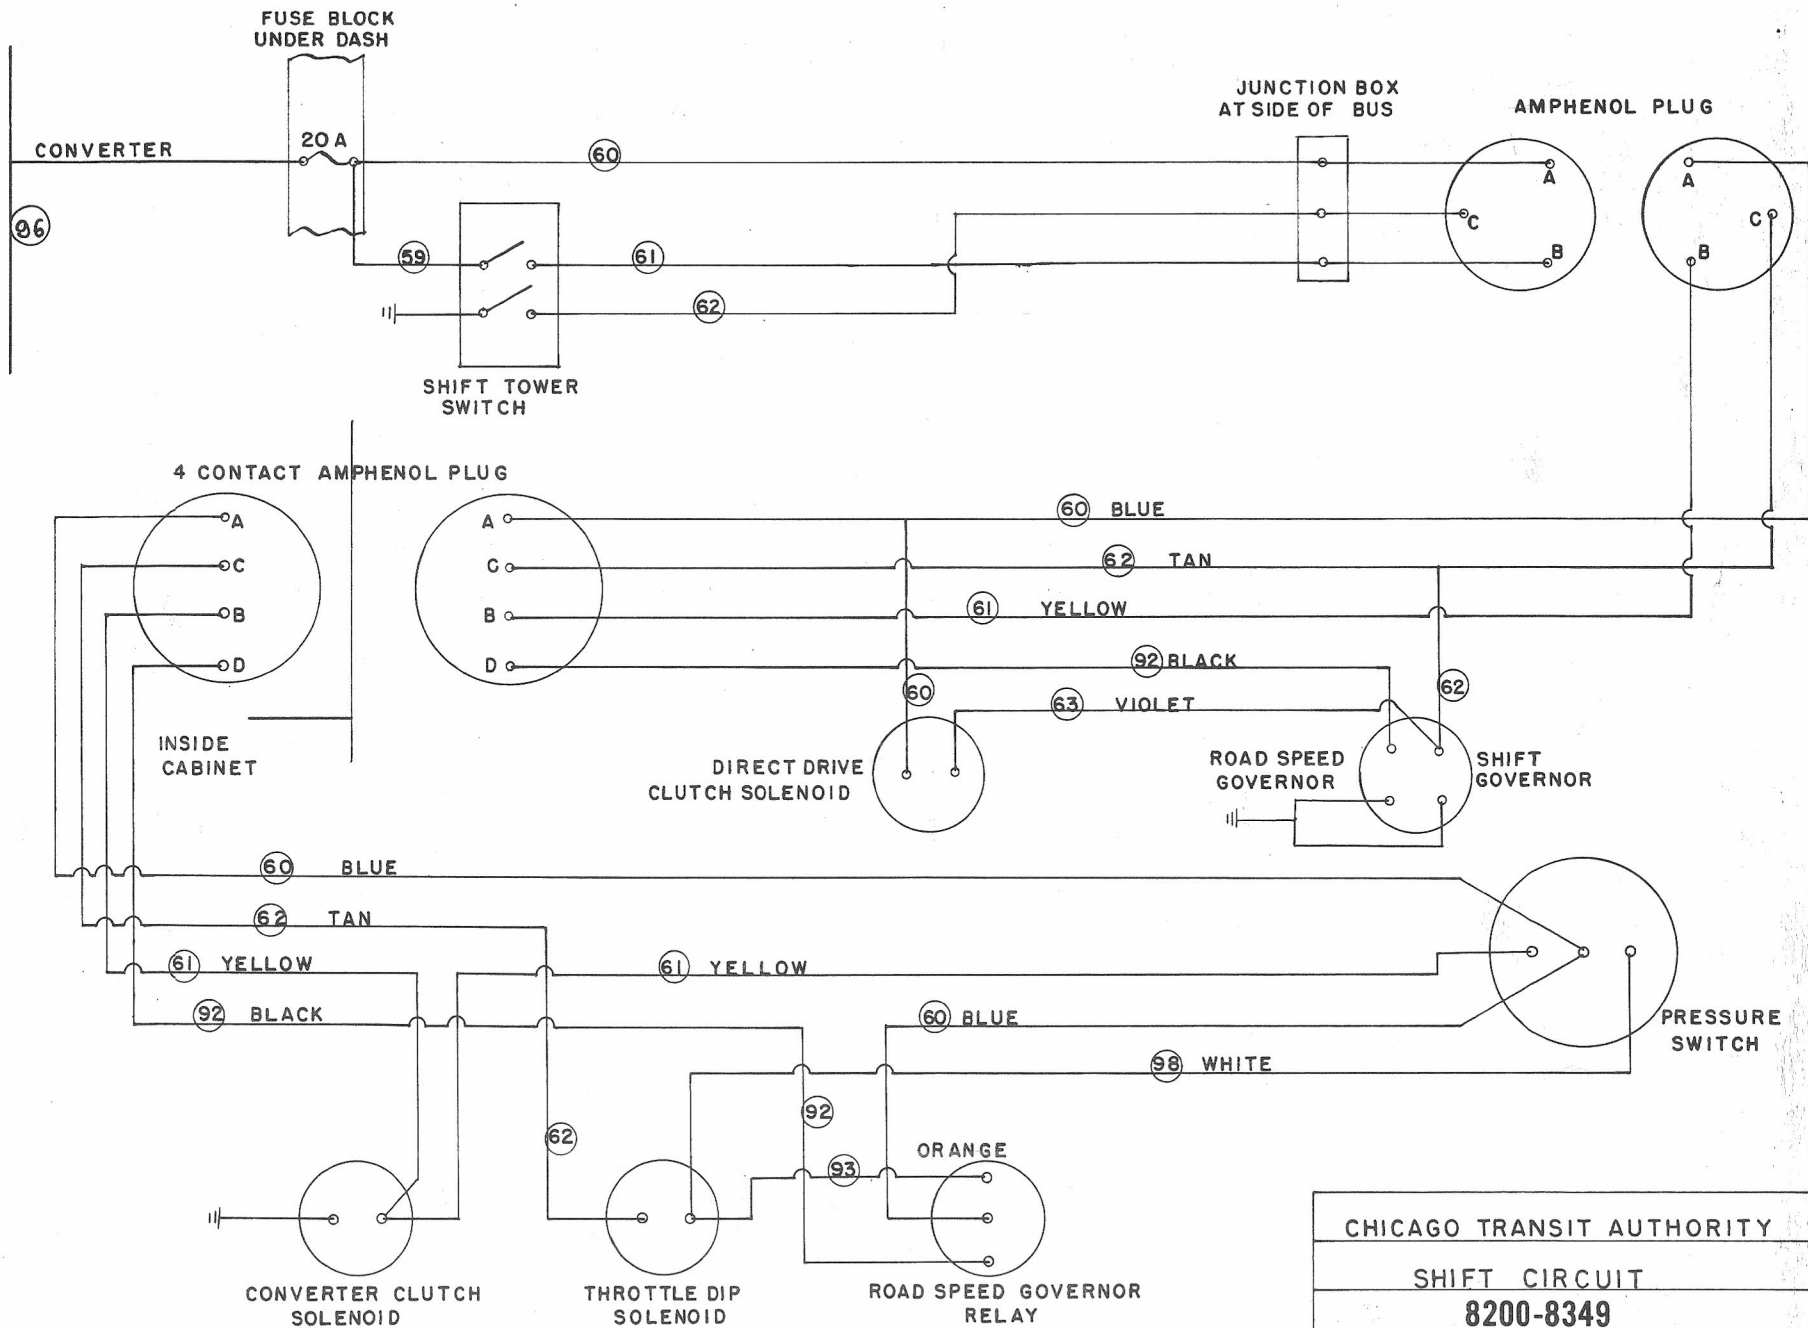 FUSE BLOCK
UNDER DASH
JUNCTION BOX
AT SIDE OF BUS
AMPHENOL PLUG
CONVERTER
20 A
60
A
A
96
C
C
59
61
B
B
62
SHIFT TOWER
SWITCH
4 CONTACT AMPHENOL PLUG
A
A
60 BLUE
C
C
62 TAN
B
B
61 YELLOW
D
D
92 BLACK
60
62
63 VIOLET
INSIDE
CABINET
DIRECT DRIVE
CLUTCH SOLENOID
ROAD SPEED
GOVERNOR
SHIFT
GOVERNOR
60 BLUE
62 TAN
61 YELLOW
61 YELLOW
92 BLACK
60 BLUE
PRESSURE
SWITCH
98 WHITE
92
62
ORANGE
93
CONVERTER CLUTCH
SOLENOID
THROTTLE DIP
SOLENOID
ROAD SPEED GOVERNOR
RELAY
CHICAGO TRANSIT AUTHORITY
SHIFT CIRCUIT
8200-8349